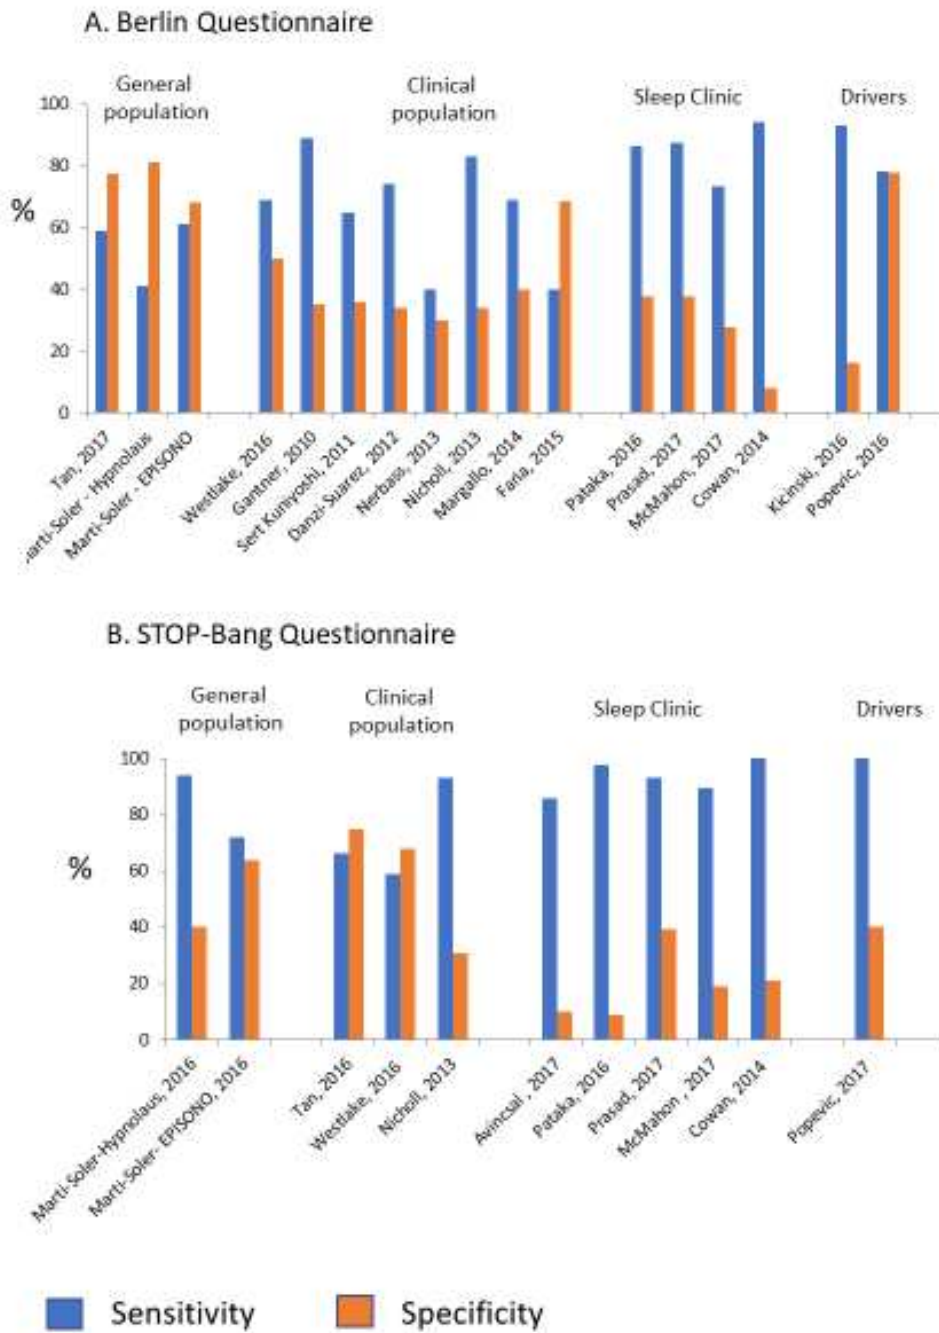 A. Berlin Questionnaire
General
population
Clinical
population
Sleep Clinic
Drivers
100
80
%
60
40
20
0
Tan, 2017
arti-Soler - Hypnolaus
Marti-Soler - EPISONO
Westlake, 2016
Gantner, 2010
Sert Kuniyoshi, 2011
Danzi-Suarez, 2012
Nerbass, 2013
Nicholl, 2013
Margallo, 2014
Faria, 2015
Pataka, 2016
Prasad, 2017
McMahon, 2017
Cowan, 2014
Kicinski, 2016
Popevic, 2016
B. STOP-Bang Questionnaire
General
population
Clinical
population
Sleep Clinic
Drivers
100
80
%
60
40
20
0
Marti-Soler-Hypnolaus, 2016
Marti-Soler- EPISONO, 2016
Tan, 2016
Westlake, 2016
Nicholl, 2013
Avincsal , 2017
Pataka, 2016
Prasad, 2017
McMahon , 2017
Cowan, 2014
Popevic, 2017
Sensitivity
Specificity